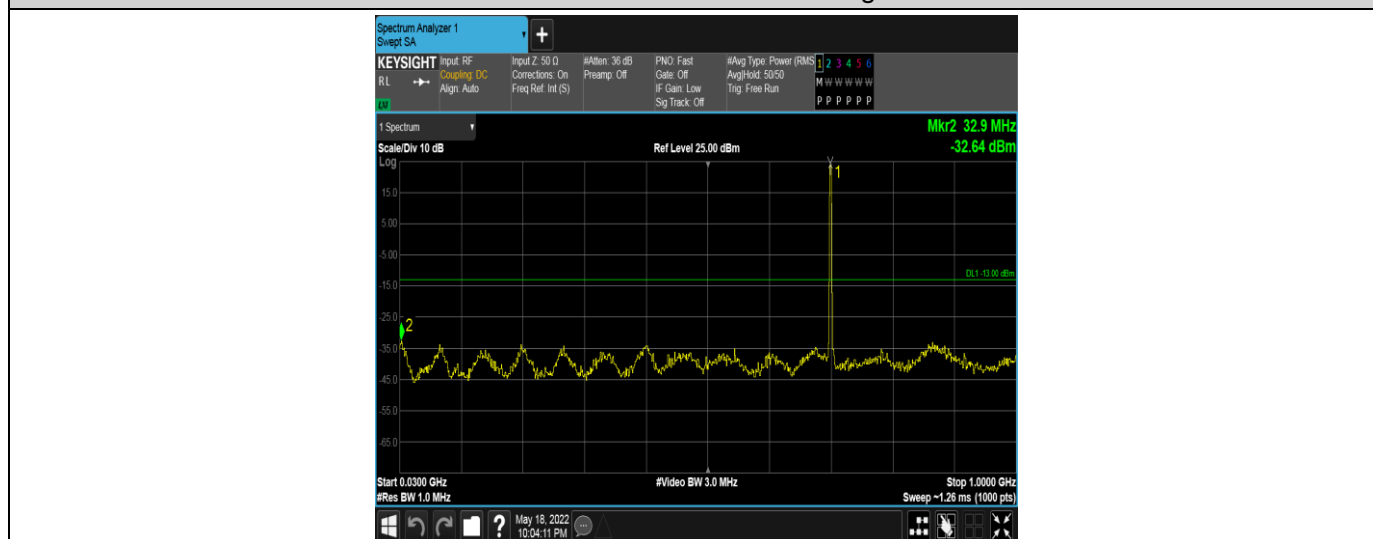 Spectrum Analyzer 1
Swept SA
+
KEYSIGHT
RL
LXI
Input: RF
Coupling: DC
Align: Auto
Input Z: 50 Ω
Corrections: On
Freq Ref: Int (S)
#Atten: 36 dB
Preamp: Off
PNO: Fast
Gate: Off
IF Gain: Low
Sig Track: Off
#Avg Type: Power (RMS
Avg|Hold: 50/50
Trig: Free Run
1 2 3 4 5 6
M W W W W W
P P P P P P
1 Spectrum
Mkr2 32.9 MHz
Scale/Div 10 dB
Ref Level 25.00 dBm
-32.64 dBm
Log
1
15.0
5.00
-5.00
DL1 -13.00 dBm
-15.0
-25.0
2
-35.0
-45.0
-55.0
-65.0
Start 0.0300 GHz
#Video BW 3.0 MHz
Stop 1.0000 GHz
#Res BW 1.0 MHz
Sweep ~1.26 ms (1000 pts)
?
May 18, 2022
10:04:11 PM